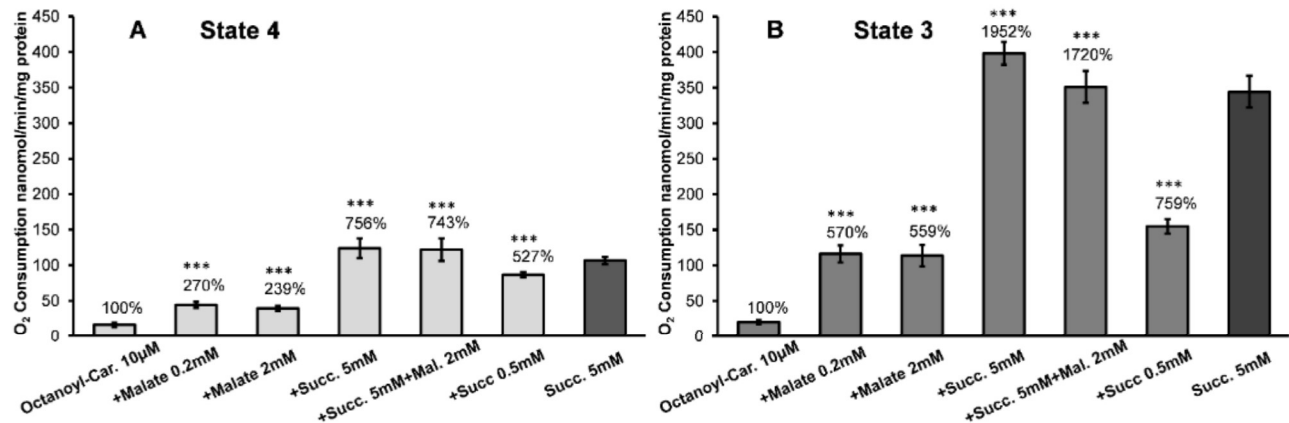 A State 4
O₂ Consumption nanomol/min/mg protein
450
400
350
300
250
200
150
100
50
0
100%
***
270%
***
239%
***
756%
***
743%
***
527%
Octanoyl-Car. 10µM
+Malate 0.2mM
+Malate 2mM
+Succ. 5mM
+Succ. 5mM+Mal. 2mM
+Succ 0.5mM
Succ. 5mM
B State 3
O₂ Consumption nanomol/min/mg protein
450
400
350
300
250
200
150
100
50
0
100%
***
570%
***
559%
***
1952%
***
1720%
***
759%
Octanoyl-Car. 10µM
+Malate 0.2mM
+Malate 2mM
+Succ. 5mM
+Succ. 5mM+Mal. 2mM
+Succ 0.5mM
Succ. 5mM